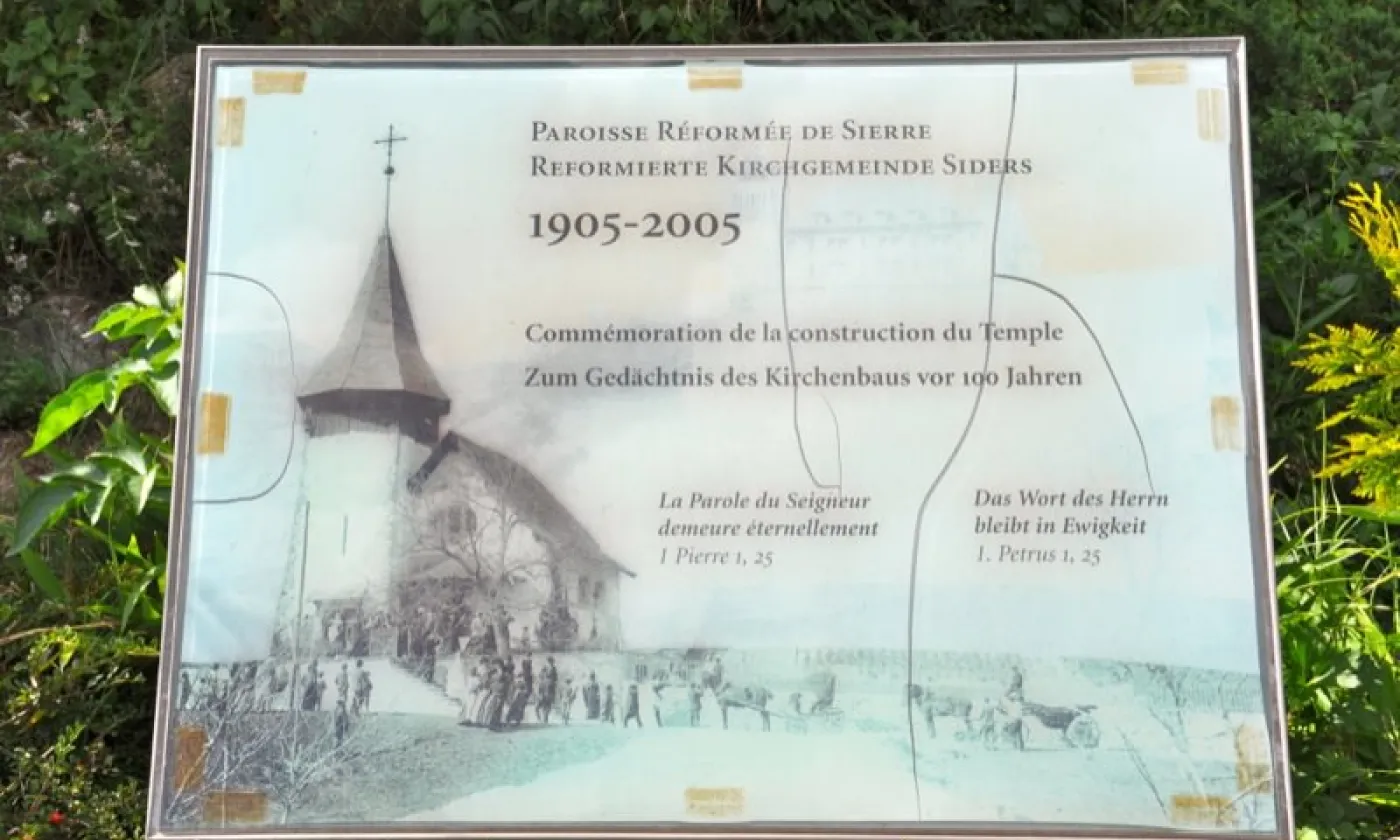 Paroisse Réformée de Sierre
Reformierte Kirchgemeinde Siders
1905-2005
Commémoration de la construction du Temple
Zum Gedächtnis des Kirchenbaus vor 100 Jahren
La Parole du Seigneur
demeure éternellement
1 Pierre 1, 25
Das Wort des Herrn
bleibt in Ewigkeit
1. Petrus 1, 25